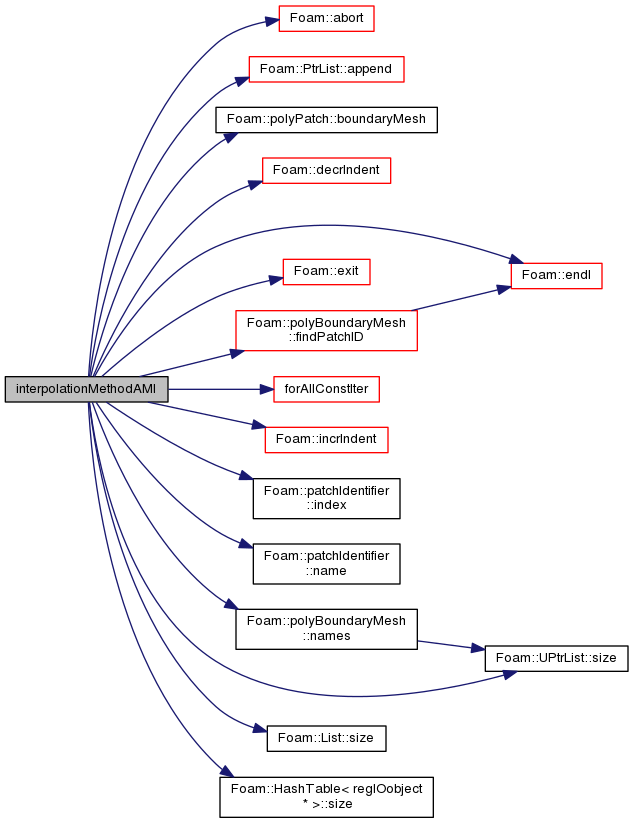 Foam::abort
Foam::PtrList::append
Foam::polyPatch::boundaryMesh
Foam::decrIndent
Foam::endl
Foam::exit
Foam::polyBoundaryMesh
::findPatchID
interpolationMethodAMI
forAllConstIter
Foam::incrIndent
Foam::patchIdentifier
::index
Foam::patchIdentifier
::name
Foam::polyBoundaryMesh
::names
Foam::UPtrList::size
Foam::List::size
Foam::HashTable< regIOobject
* >::size